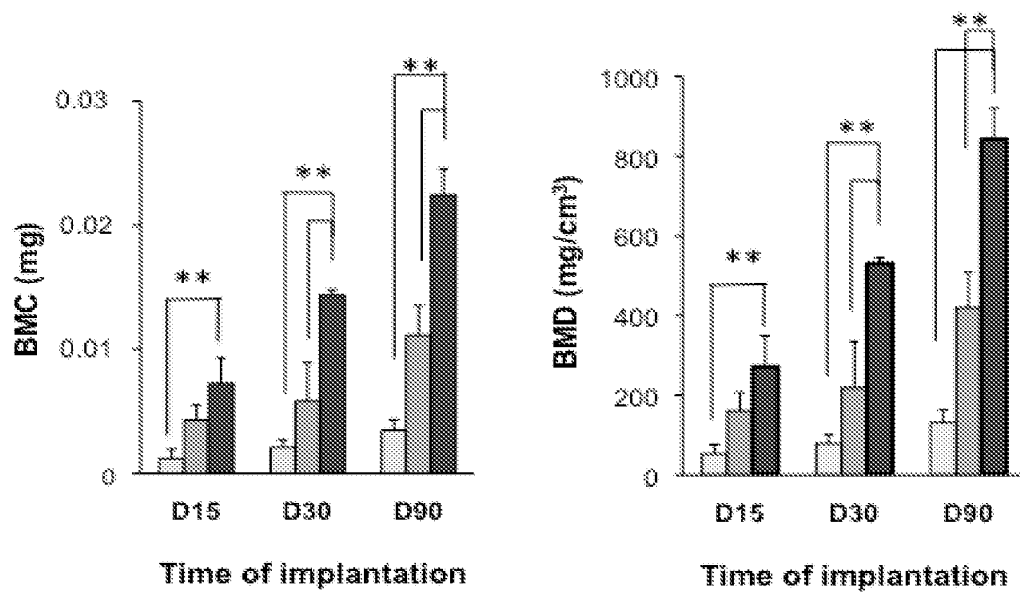 **
**
**
0.03
0.02
0.01
0
BMC (mg)
D15 D30 D90
Time of implantation
**
**
**
1000
800
600
400
200
0
BMD (mg/cm³)
D15 D30 D90
Time of implantation